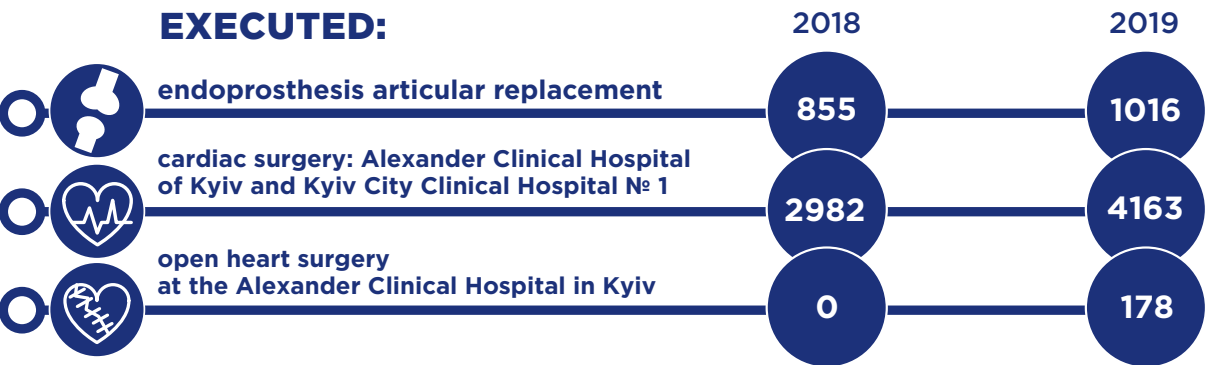 EXECUTED: 2018 2019
endoprosthesis articular replacement 855 1016
cardiac surgery: Alexander Clinical Hospital
of Kyiv and Kyiv City Clinical Hospital № 1 2982 4163
open heart surgery
at the Alexander Clinical Hospital in Kyiv 0 178